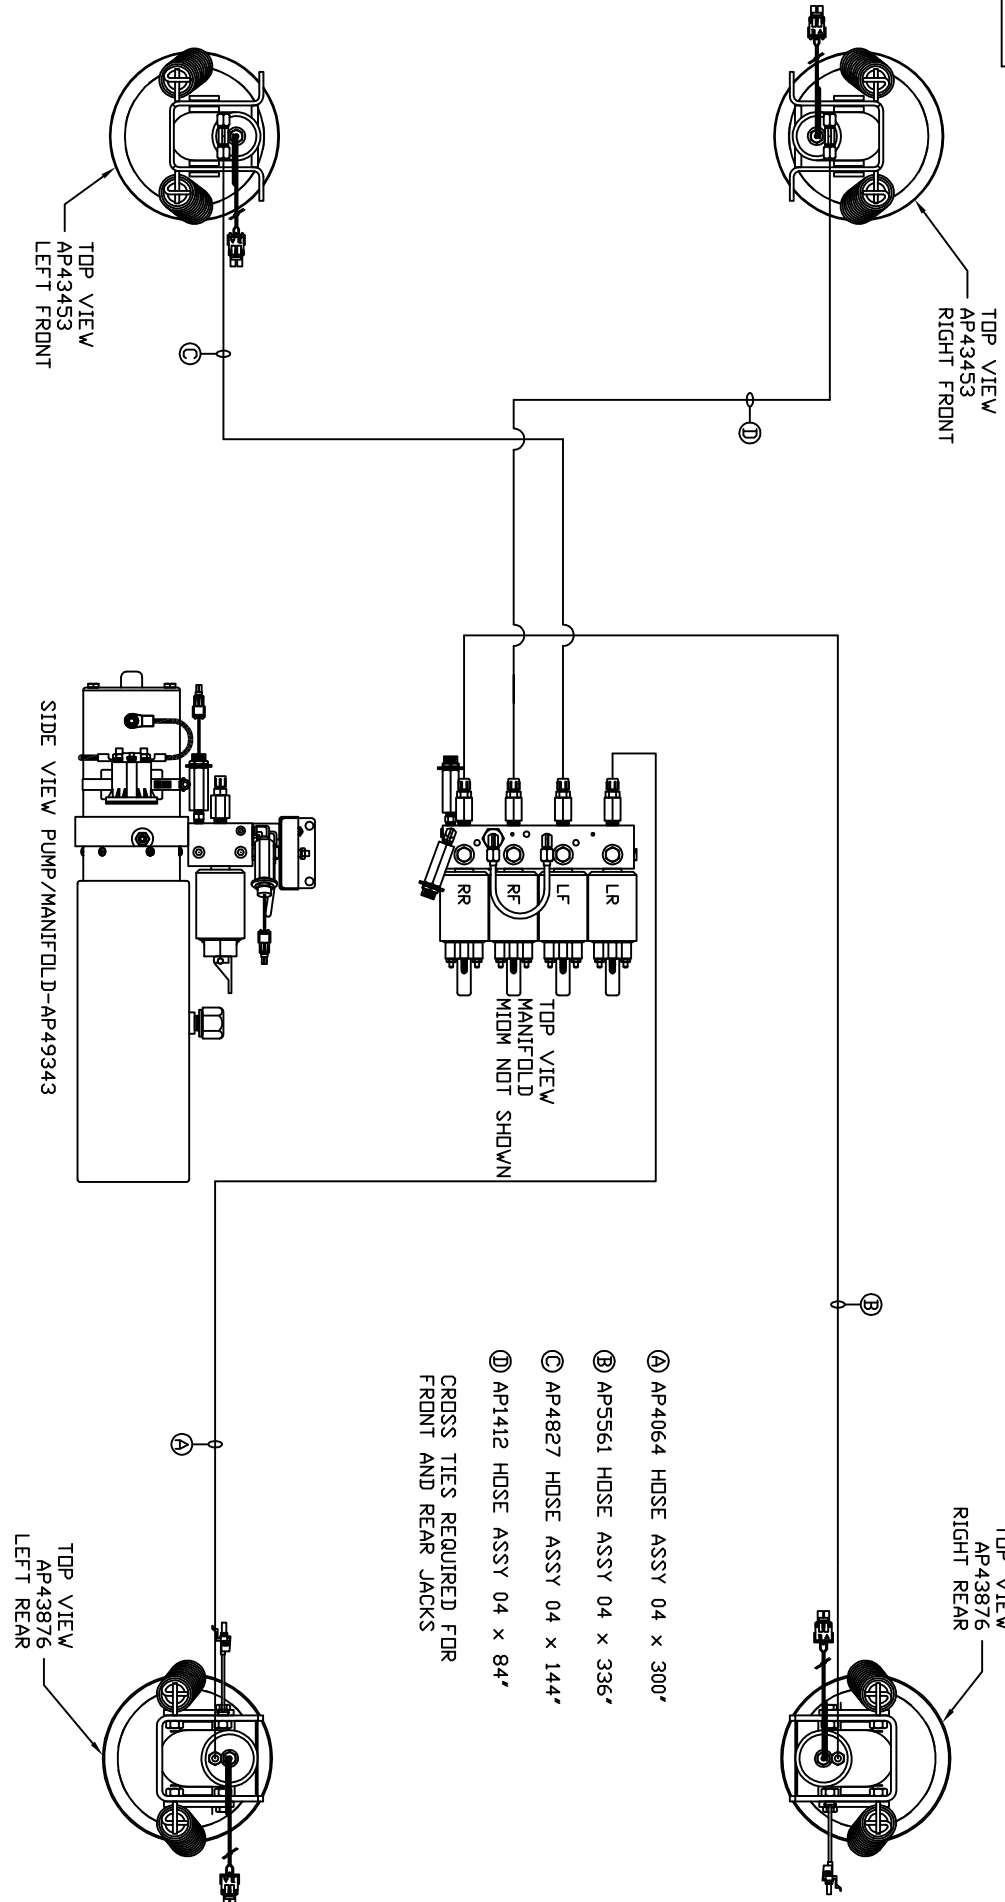 TOP VIEW
AP43453
RIGHT FRONT
D
TOP VIEW
AP43453
LEFT FRONT
C
RR
RF
LF
LR
TOP VIEW
MANIFOLD
MIOM NOT SHOWN
SIDE VIEW PUMP/MANIFOLD-AP49343
B
A
A AP4064 HOSE ASSY 04 x 300"
B AP5561 HOSE ASSY 04 x 336"
C AP4827 HOSE ASSY 04 x 144"
D AP1412 HOSE ASSY 04 x 84"
CROSS TIES REQUIRED FOR
FRONT AND REAR JACKS
TOP VIEW
AP43876
RIGHT REAR
TOP VIEW
AP43876
LEFT REAR